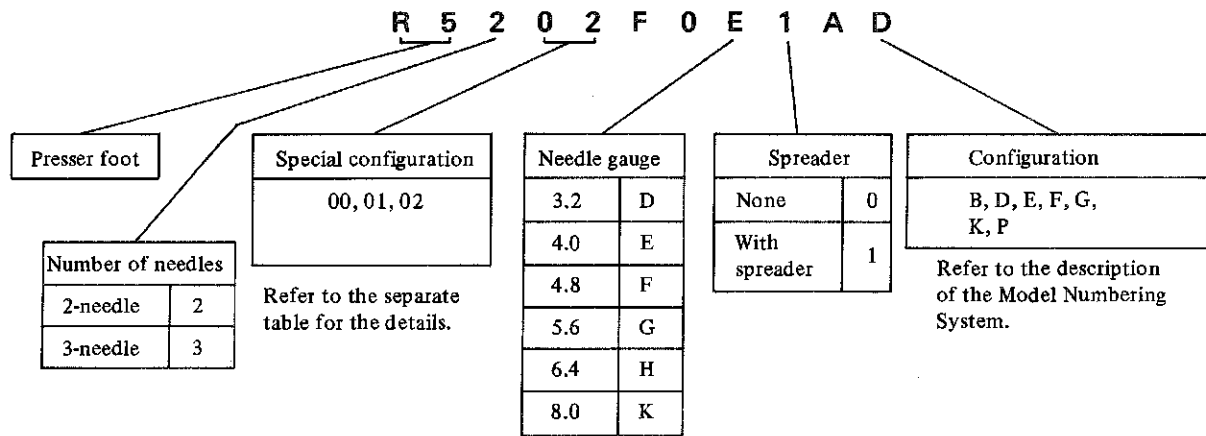 R 5 2 0 2 F 0 E 1 A D
Presser foot
Number of needles
2-needle 2
3-needle 3
Special configuration
00, 01, 02
Refer to the separate
table for the details.
Needle gauge
3.2 D
4.0 E
4.8 F
5.6 G
6.4 H
8.0 K
Spreader
None 0
With
spreader 1
Configuration
B, D, E, F, G,
K, P
Refer to the description
of the Model Numbering
System.